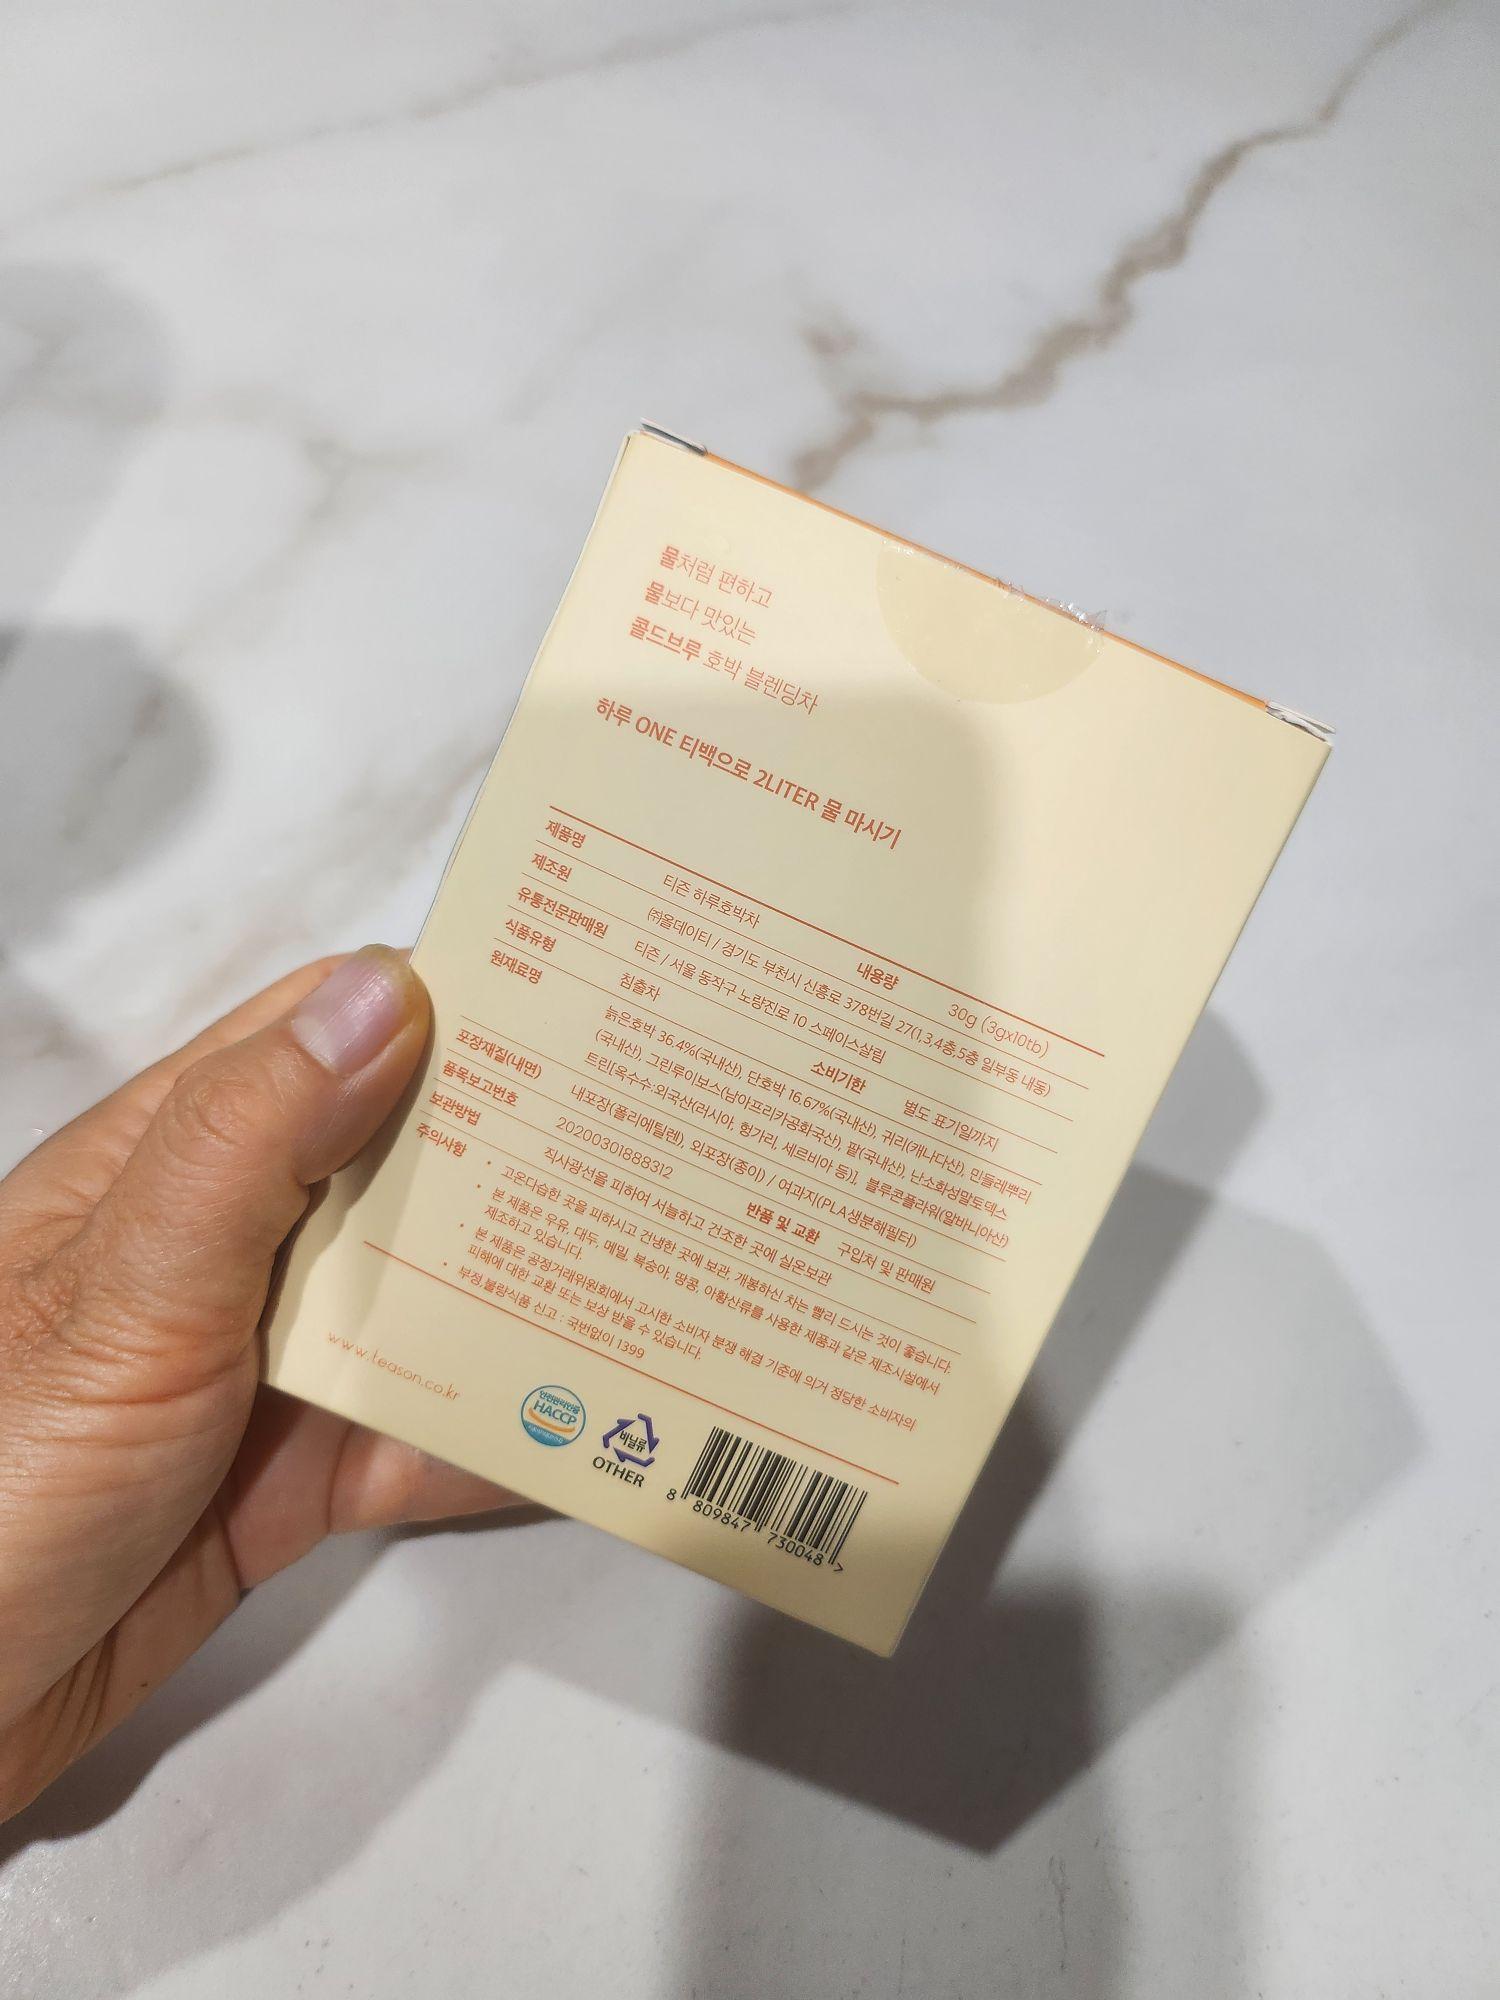 물처럼 편하고
물보다 맛있는
콜드브루 호박 블렌딩차
하루 ONE 티백으로 2LITER 물 마시기
제품명 티즌 하루호박차 내용량 30g (3gx10tb)
제조원 ㈜올데이티 / 경기도 부천시 신흥로 378번길 27(1,3,4층,5층 일부동 내동)
유통전문판매원 티즌 / 서울 동작구 노량진로 10 스페이스살림
식품유형 침출차 소비기한 별도 표기일까지
원재료명 늙은호박 36.4%(국내산), 단호박 16.67%(국내산), 귀리(캐나다산), 민들레뿌리
(국내산), 그린루이보스(남아프리카공화국산), 팥(국내산), 난소화성말토덱스
트린[옥수수:외국산(러시아, 헝가리, 세르비아 등)], 블루콘플라워(알바니아산)
포장재질(내면) 내포장(폴리에틸렌), 외포장(종이) / 여과지(PLA생분해필터)
품목보고번호 20200301888312 반품 및 교환 구입처 및 판매원
보관방법 직사광선을 피하여 서늘하고 건조한 곳에 실온보관
주의사항 • 고온다습한 곳을 피하시고 건냉한 곳에 보관, 개봉하신 차는 빨리 드시는 것이 좋습니다.
• 본 제품은 우유, 대두, 메밀, 복숭아, 땅콩, 아황산류를 사용한 제품과 같은 제조시설에서
제조하고 있습니다.
• 본 제품은 공정거래위원회에서 고시한 소비자 분쟁 해결 기준에 의거 정당한 소비자의
피해에 대한 교환 또는 보상 받을 수 있습니다.
• 부정,불량식품 신고 : 국번없이 1399
www.teason.co.kr
안전관리인증
HACCP
비닐류
OTHER
8 809847 730048 >